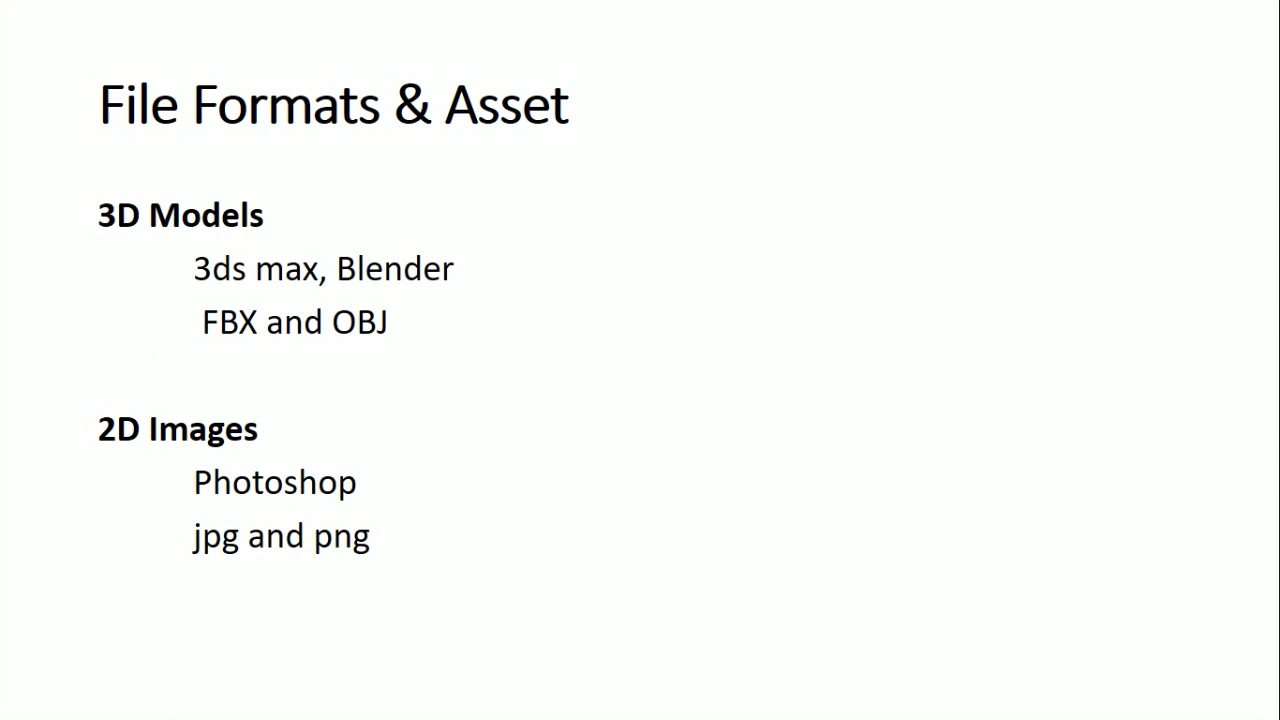 File Formats & Asset
3D Models
3ds max, Blender
FBX and OBJ
2D Images
Photoshop
jpg and png